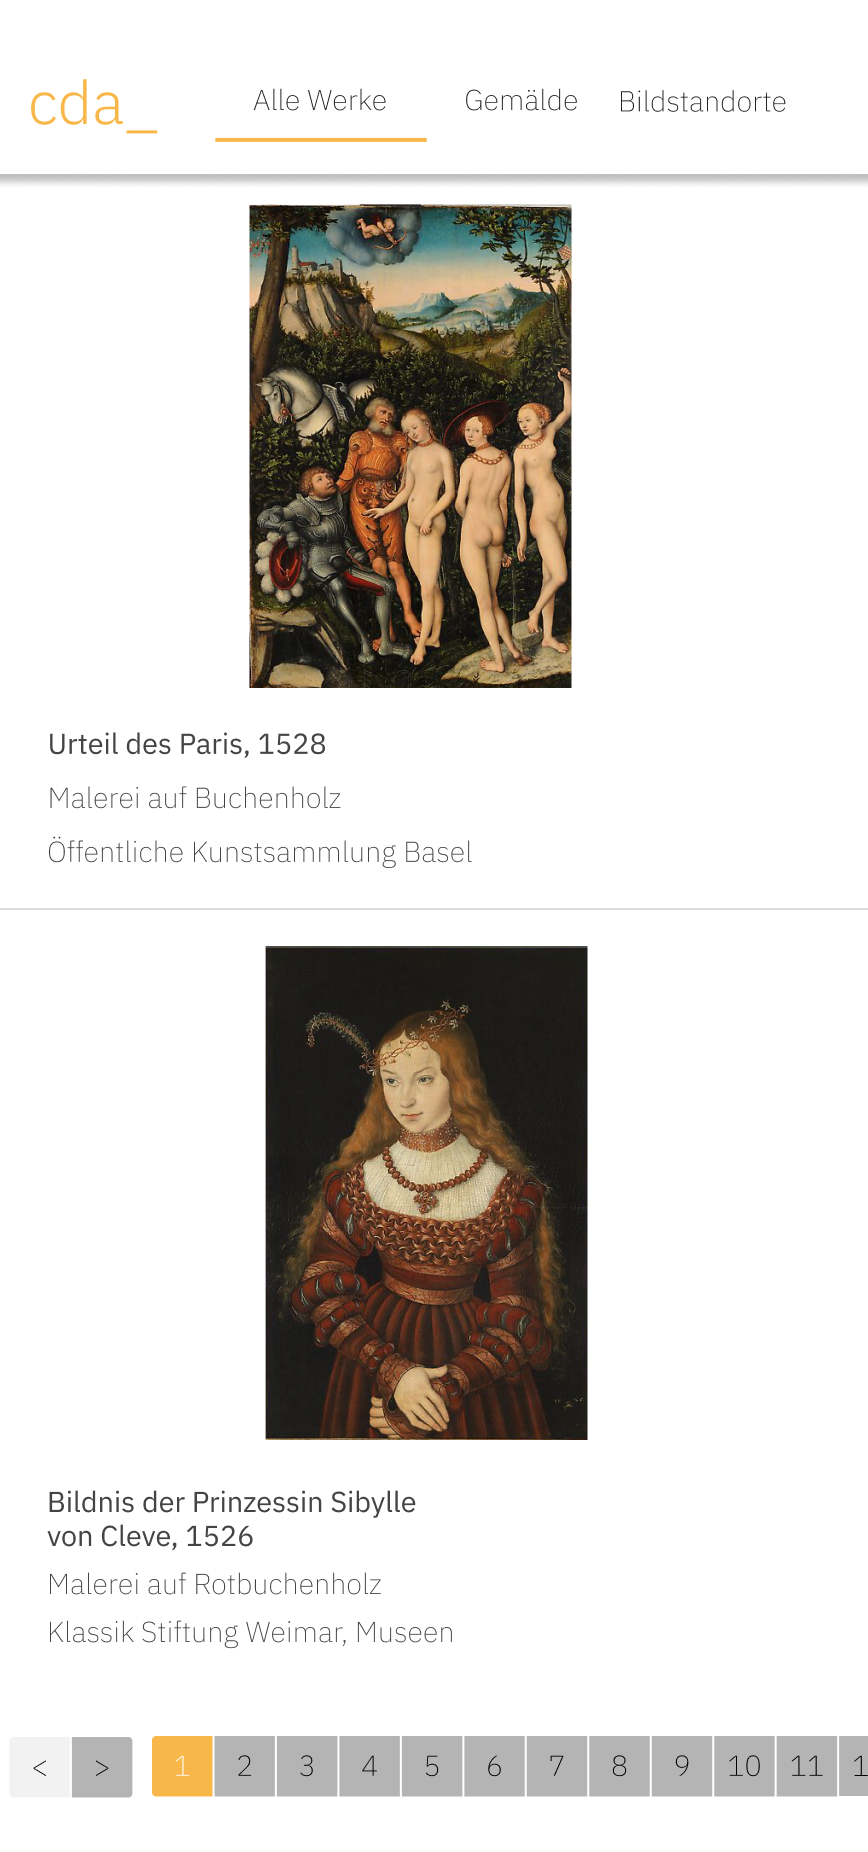 cda_
Alle Werke
Gemälde
Bildstandorte
Urteil des Paris, 1528
Malerei auf Buchenholz
Öffentliche Kunstsammlung Basel
Bildnis der Prinzessin Sibylle
von Cleve, 1526
Malerei auf Rotbuchenholz
Klassik Stiftung Weimar, Museen
< > 1 2 3 4 5 6 7 8 9 10 11